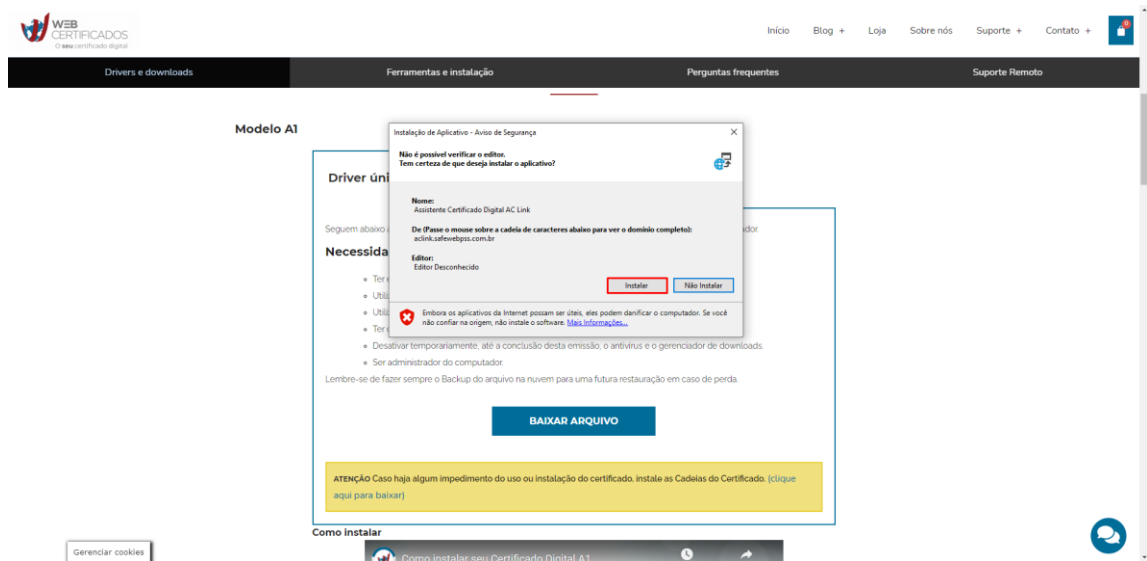 WEB
CERTIFICADOS
O seu certificado digital
Início Blog + Loja Sobre nós Suporte + Contato + 0
Drivers e downloads Ferramentas e instalação Perguntas frequentes Suporte Remoto
Modelo A1
Instalação de Aplicativo - Aviso de Segurança
Não é possível verificar o editor.
Tem certeza de que deseja instalar o aplicativo?
Nome:
Assistente Certificado Digital AC Link
De (Passe o mouse sobre a cadeia de caracteres abaixo para ver o domínio completo):
aclink.safewebpss.com.br
Editor:
Editor Desconhecido
Instalar Não Instalar
Embora os aplicativos da Internet possam ser úteis, eles podem danificar o computador. Se você
não confiar na origem, não instale o software. Mais Informações...
Driver úni
Seguem abaixo
Necessida
Ter
Utili
Utili
Ter
Desativar temporariamente, até a conclusão desta emissão, o antivírus e o gerenciador de downloads.
Ser administrador do computador.
Lembre-se de fazer sempre o Backup do arquivo na nuvem para uma futura restauração em caso de perda.
BAIXAR ARQUIVO
ATENÇÃO Caso haja algum impedimento do uso ou instalação do certificado, instale as Cadeias do Certificado. (clique
aqui para baixar)
Como instalar
Como instalar seu Certificado Digital A1
Gerenciar cookies